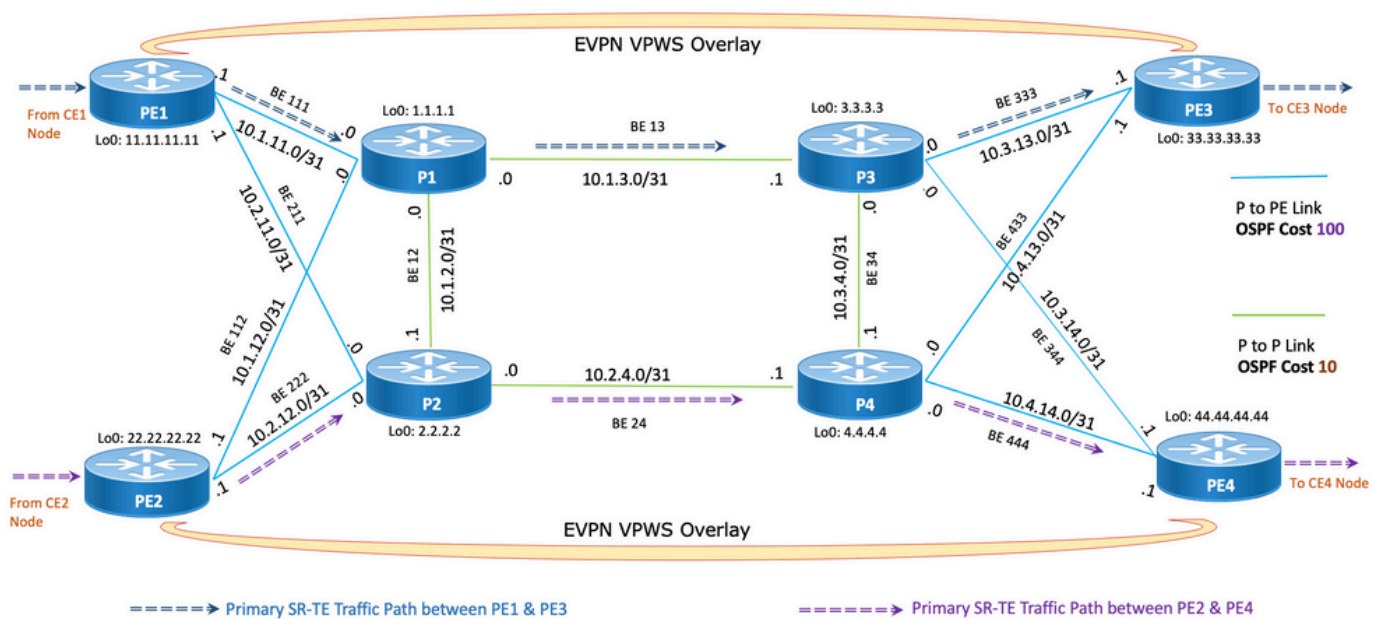 EVPN VPWS Overlay
From CE1
Node
PE1
Lo0: 11.11.11.11
.1
.1
BE 111
10.1.11.0/31
.0
.0
Lo0: 1.1.1.1
P1
.0
.0
BE 13
10.1.3.0/31
.1
Lo0: 3.3.3.3
P3
.0
.0
.0
BE 333
10.3.13.0/31
.1
.1
PE3
Lo0: 33.33.33.33
To CE3 Node
BE 211
10.2.11.0/31
BE 112
10.1.12.0/31
BE 12
10.1.2.0/31
.1
10.3.4.0/31
BE 34
.1
BE 433
10.4.13.0/31
10.3.14.0/31
BE 344
P to PE Link
OSPF Cost 100
P to P Link
OSPF Cost 10
BE 222
10.2.12.0/31
.0
.0
P2
Lo0: 2.2.2.2
.0
10.2.4.0/31
BE 24
.1
P4
Lo0: 4.4.4.4
.0
.0
10.4.14.0/31
BE 444
.1
.1
Lo0: 44.44.44.44
PE4
To CE4 Node
Lo0: 22.22.22.22
.1
.1
PE2
From CE2
Node
EVPN VPWS Overlay
Primary SR-TE Traffic Path between PE1 & PE3
Primary SR-TE Traffic Path between PE2 & PE4